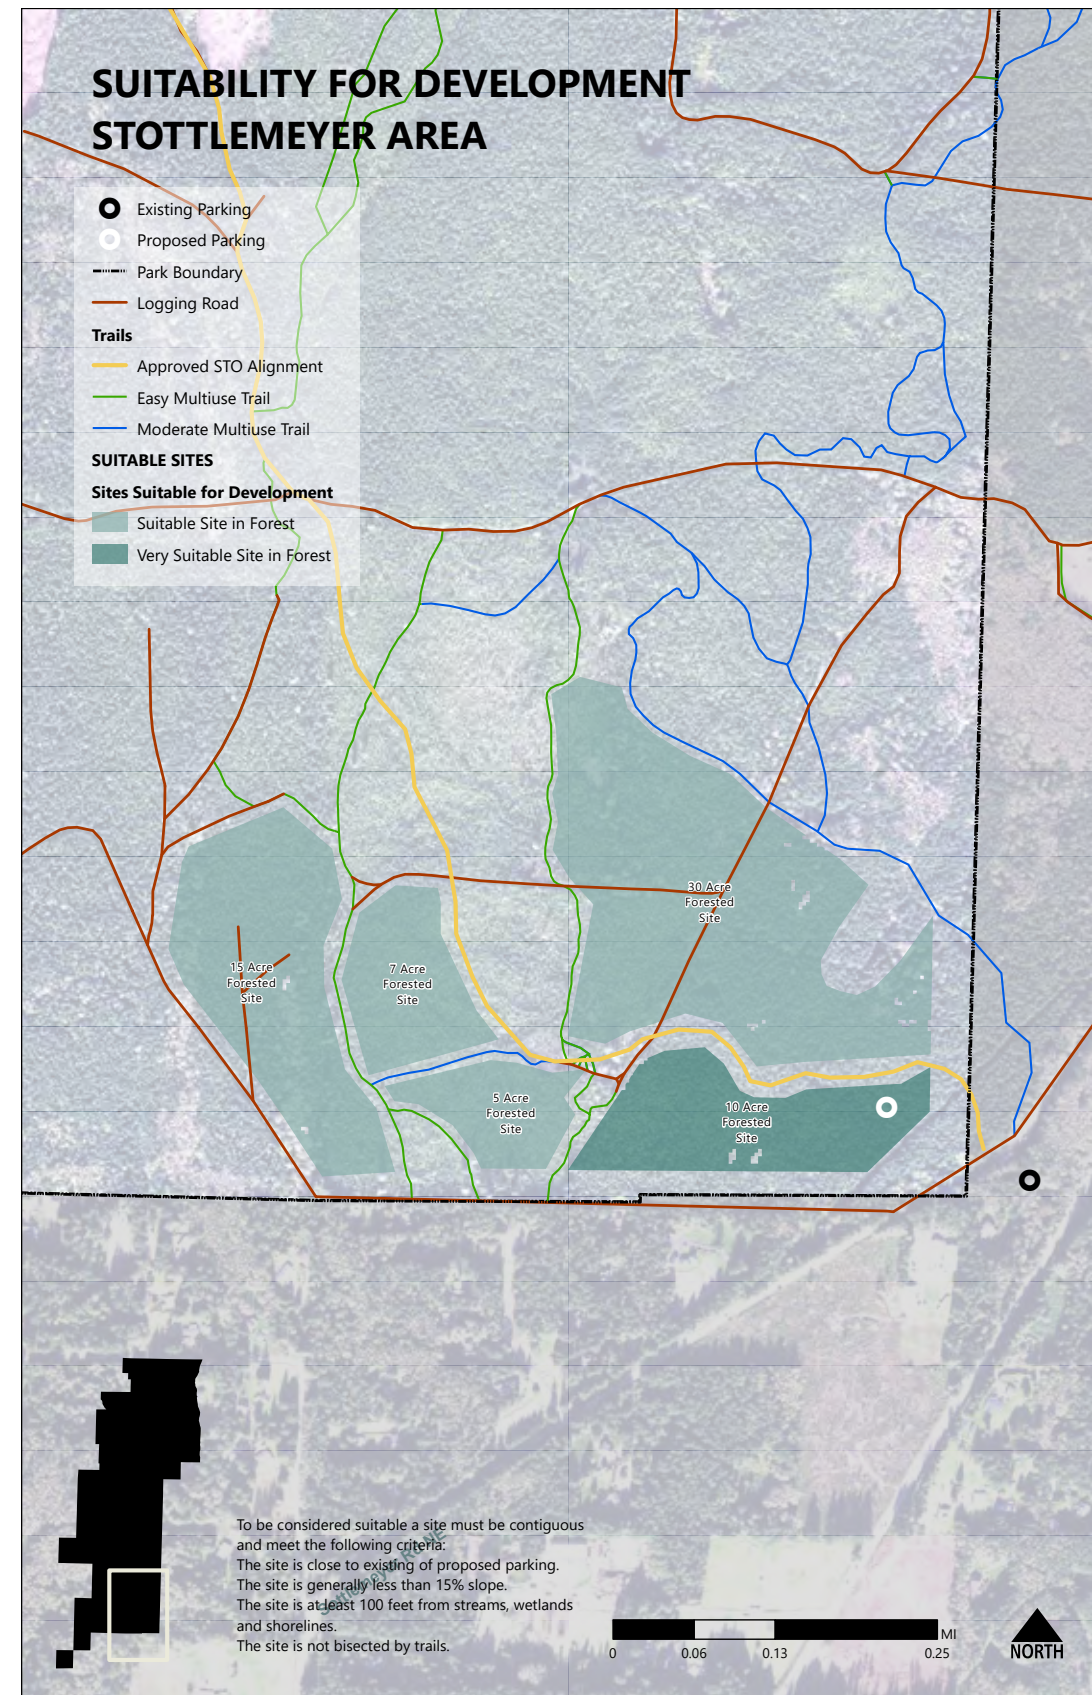 SUITABILITY FOR DEVELOPMENT
STOTTLEMEYER AREA
Existing Parking
Proposed Parking
Park Boundary
Logging Road
Trails
Approved STO Alignment
Easy Multiuse Trail
Moderate Multiuse Trail
SUITABLE SITES
Sites Suitable for Development
Suitable Site in Forest
Very Suitable Site in Forest
30 Acre
Forested
Site
15 Acre
Forested
Site
7 Acre
Forested
Site
5 Acre
Forested
Site
10 Acre
Forested
Site
To be considered suitable a site must be contiguous
and meet the following criteria:
The site is close to existing of proposed parking.
The site is generally less than 15% slope.
The site is at least 100 feet from streams, wetlands
and shorelines.
The site is not bisected by trails.
0 0.06 0.13 0.25
MI
NORTH